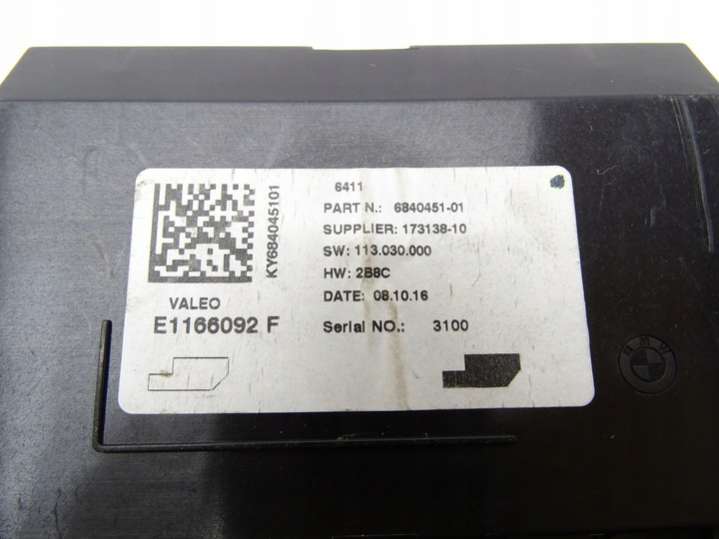 6411
PART N.: 6840451-01
SUPPLIER: 173138-10
SW: 113.030.000
HW: 2B8C
DATE: 08.10.16
Serial NO.: 3100
KY684045101
VALEO
E1166092 F
BMW